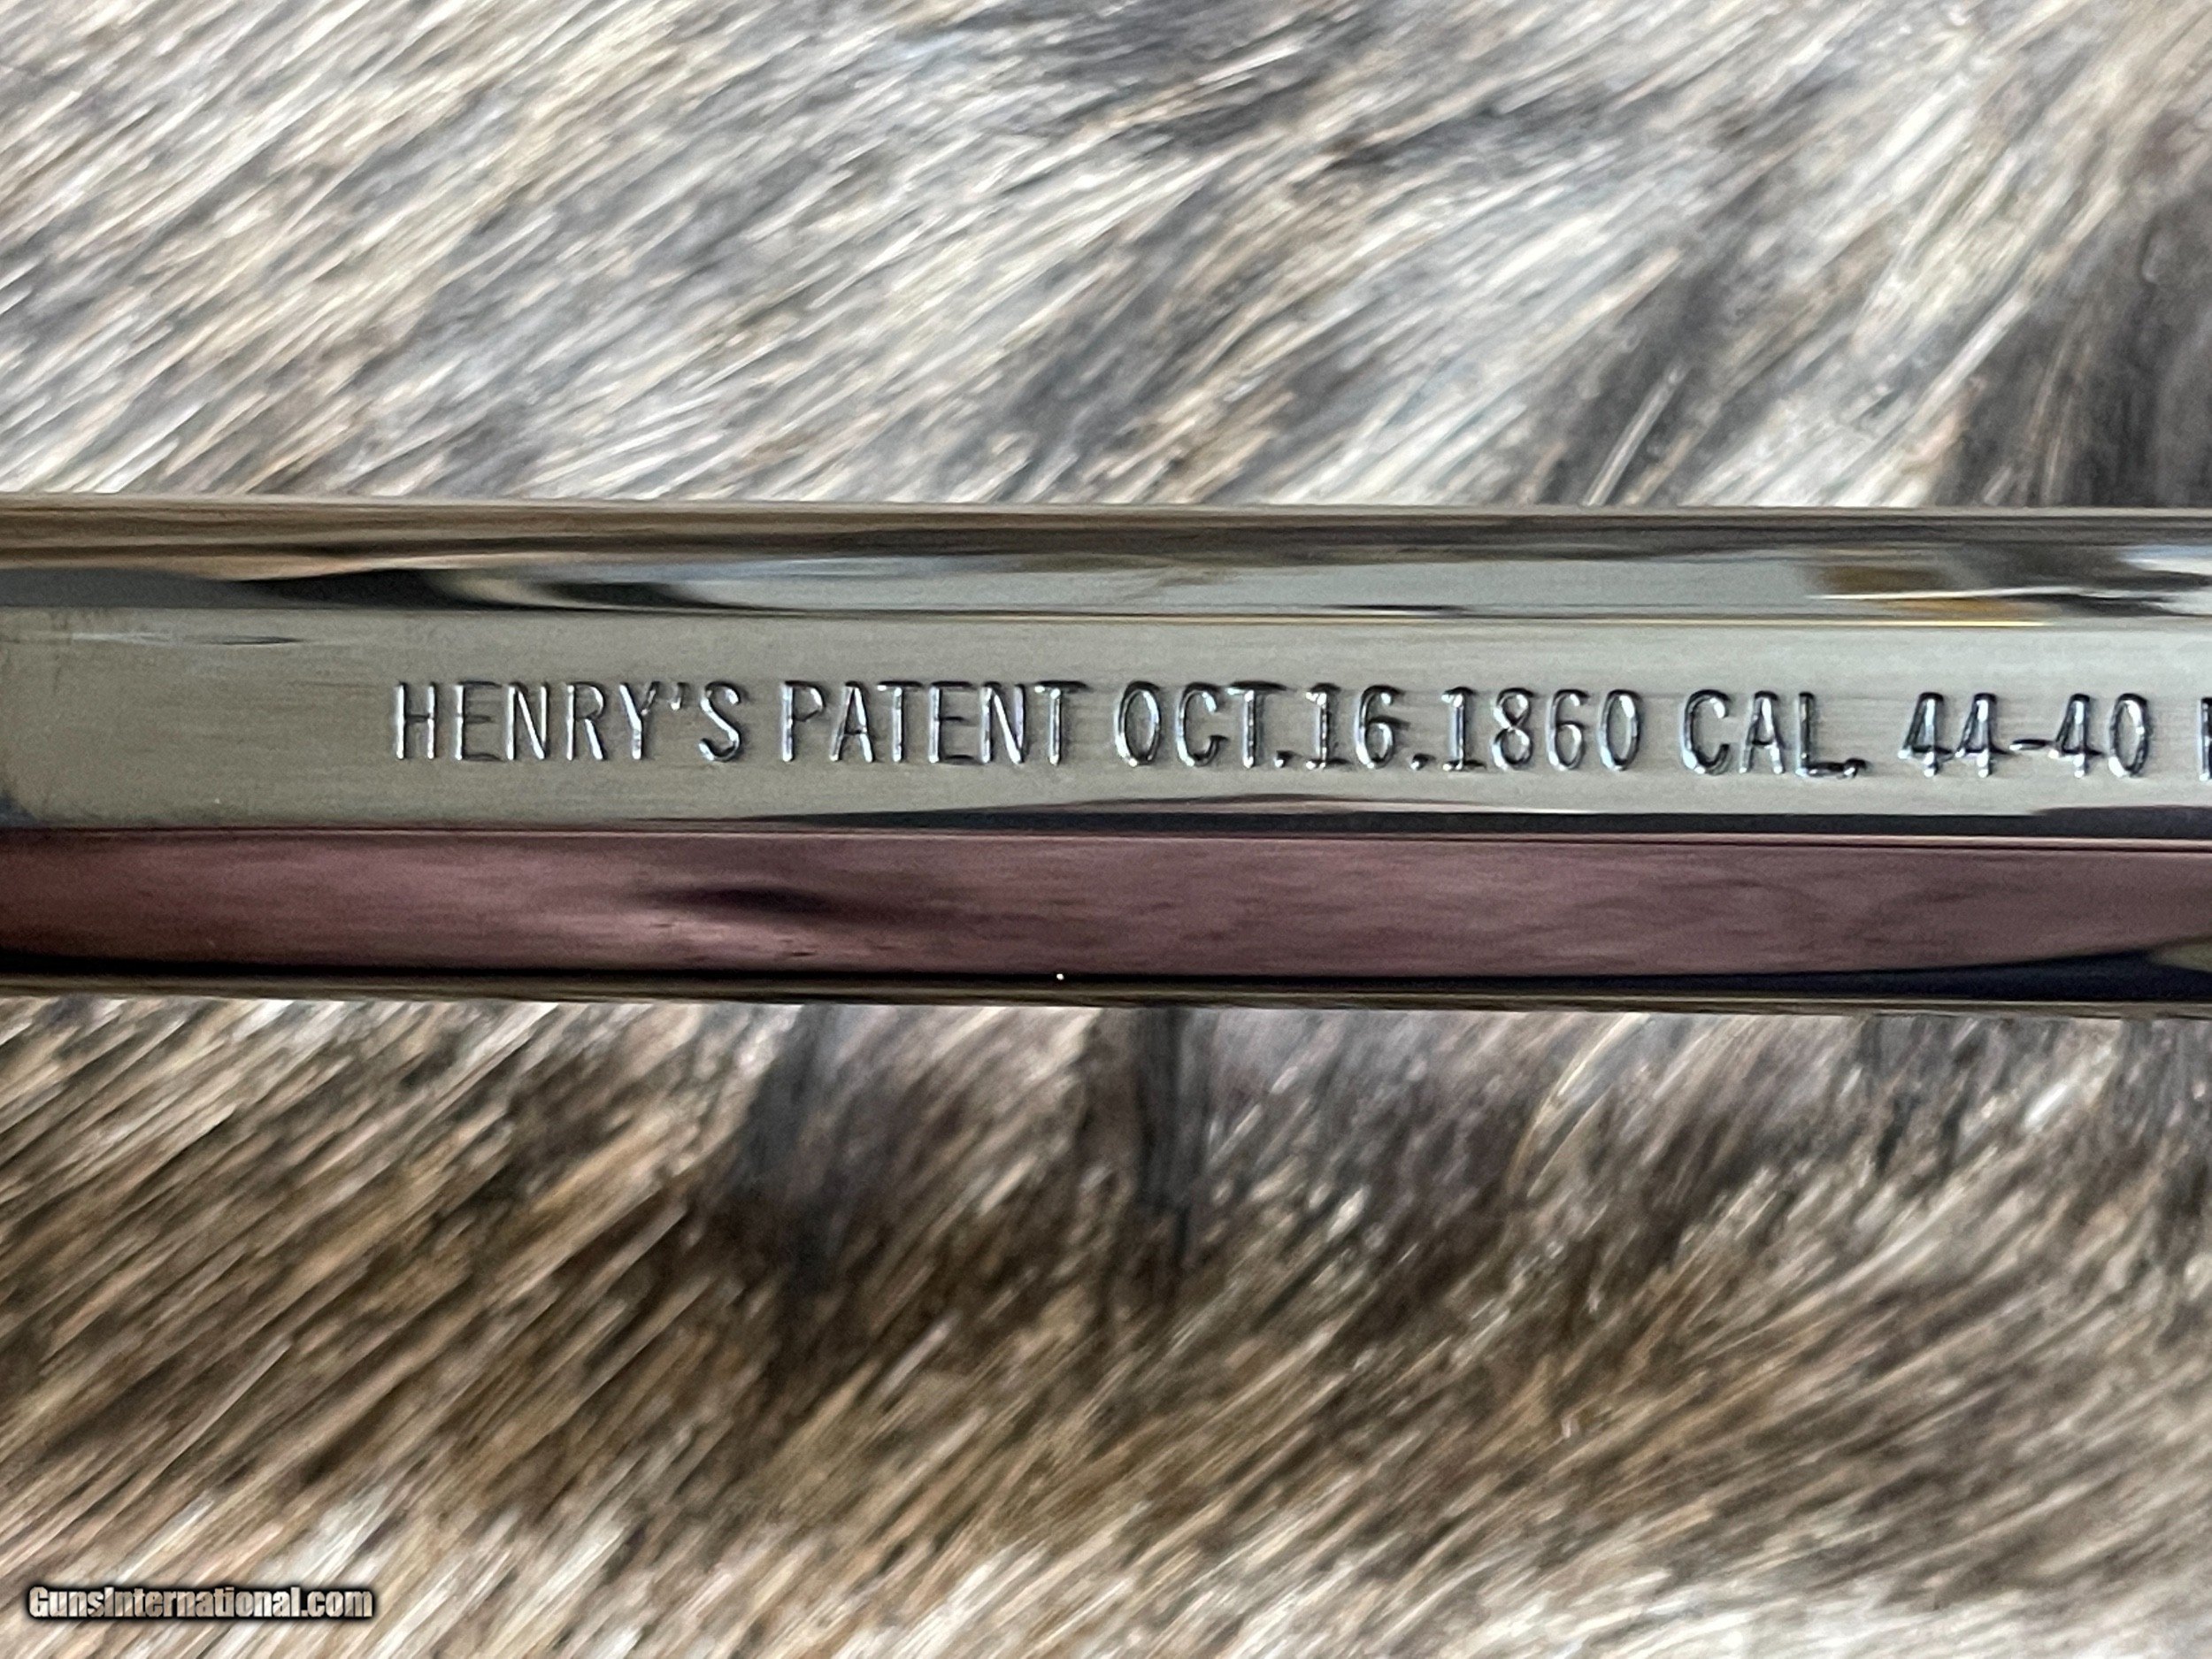 HENRY'S PATENT OCT.16.1860 CAL. 44-40
GunsInternational.com